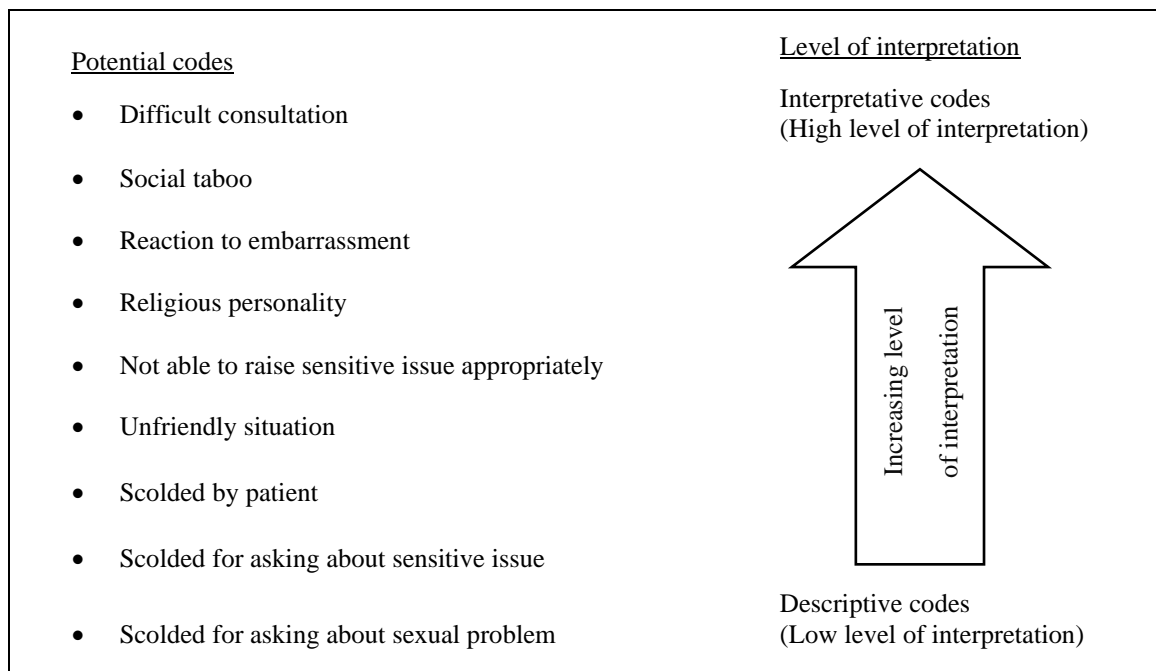 Potential codes
• Difficult consultation
• Social taboo
• Reaction to embarrassment
• Religious personality
• Not able to raise sensitive issue appropriately
• Unfriendly situation
• Scolded by patient
• Scolded for asking about sensitive issue
• Scolded for asking about sexual problem
Level of interpretation
Interpretative codes
(High level of interpretation)
Increasing level
of interpretation
Descriptive codes
(Low level of interpretation)